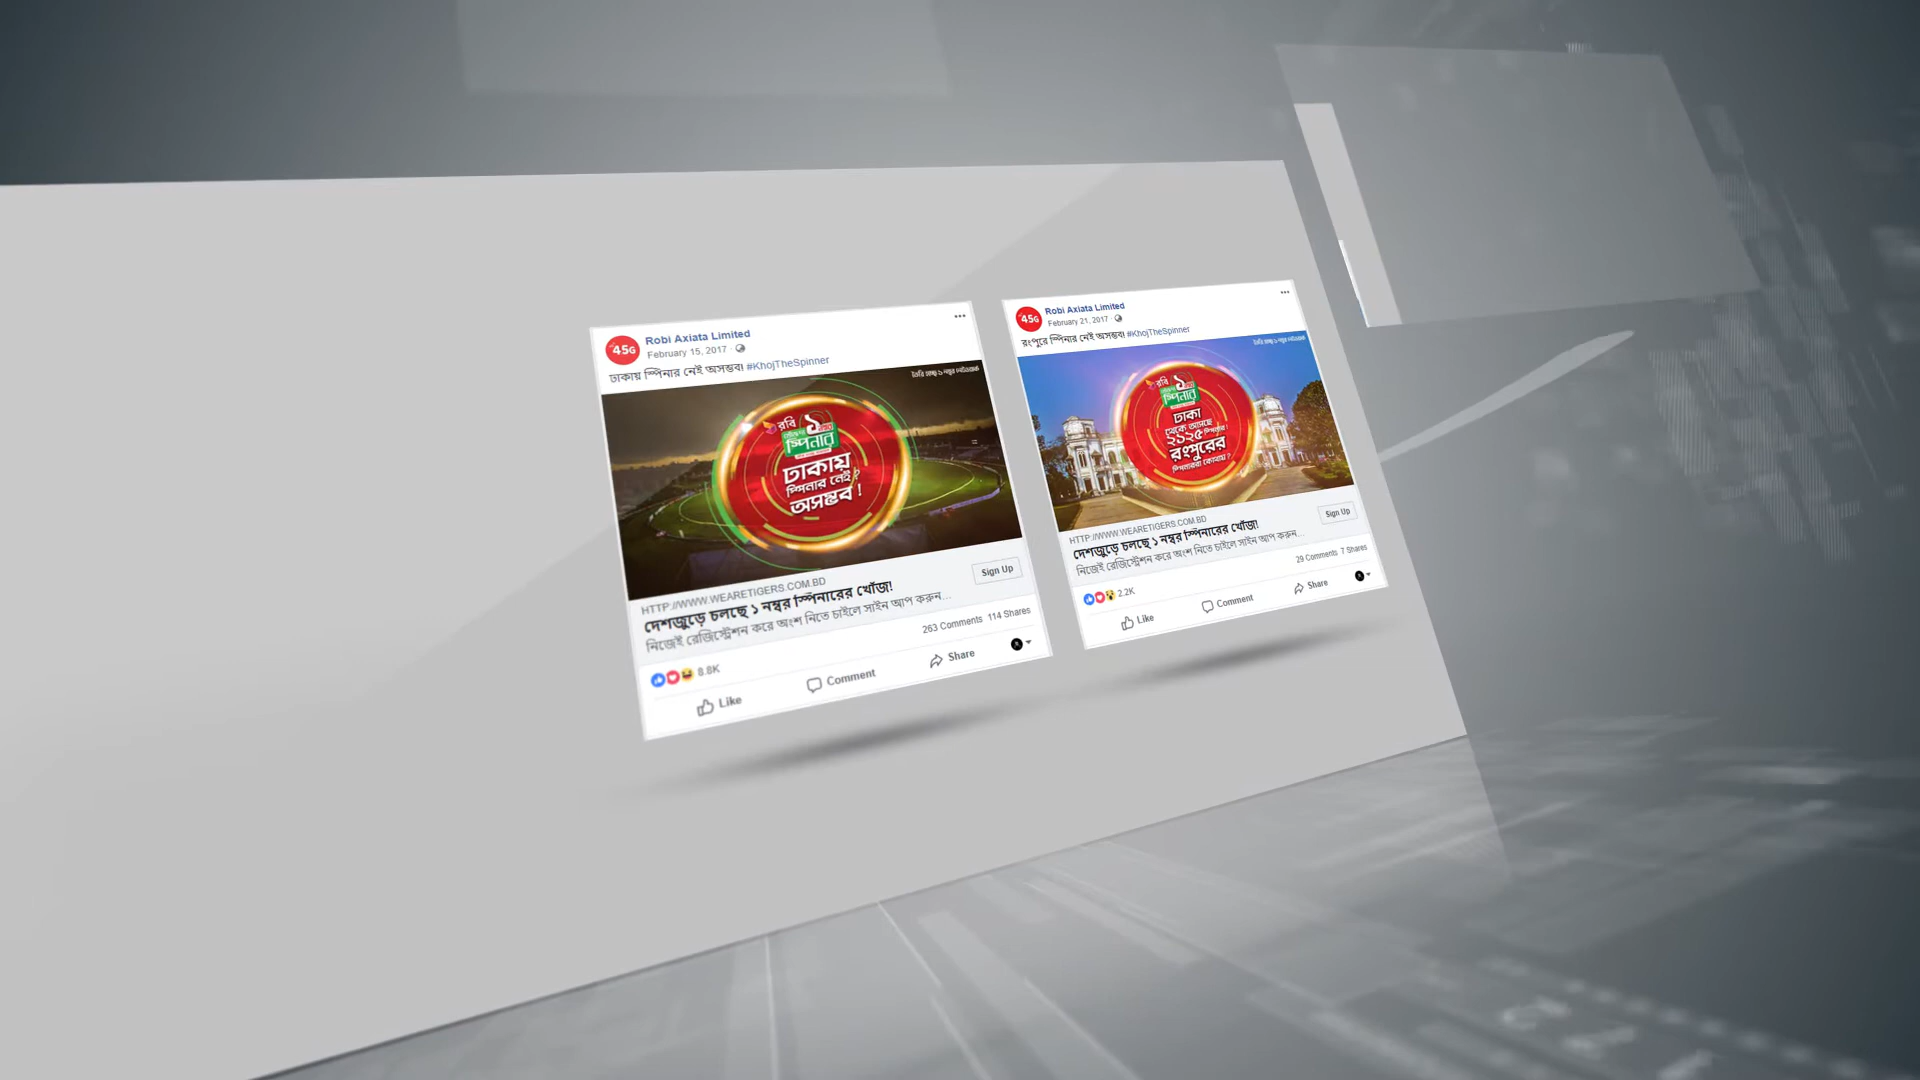 Robi Axiata Limited
February 15, 2017
ঢাকায় স্পিনার নেই অসম্ভব! #KhojTheSpinner
রবি
স্পিনার
ঢাকায়
স্পিনার নেই?
অসম্ভব !
HTTP://WWW.WEARETIGERS.COM.BD
দেশজুড়ে চলছে ১ নম্বর স্পিনারের খোঁজ!
নিজেই রেজিস্ট্রেশন করে অংশ নিতে চাইলে সাইন আপ করুন...
Sign Up
8.8K
263 Comments 114 Shares
Like
Comment
Share
Robi Axiata Limited
February 21, 2017
রংপুরে স্পিনার নেই অসম্ভব! #KhojTheSpinner
রবি
স্পিনার
ঢাকা
থেকে আসছে
২১২৫ স্পিনার!
রংপুরের
স্পিনাররা কোথায় ?
HTTP://WWW.WEARETIGERS.COM.BD
দেশজুড়ে চলছে ১ নম্বর স্পিনারের খোঁজ!
নিজেই রেজিস্ট্রেশন করে অংশ নিতে চাইলে সাইন আপ করুন...
Sign Up
2.2K
29 Comments 7 Shares
Like
Comment
Share